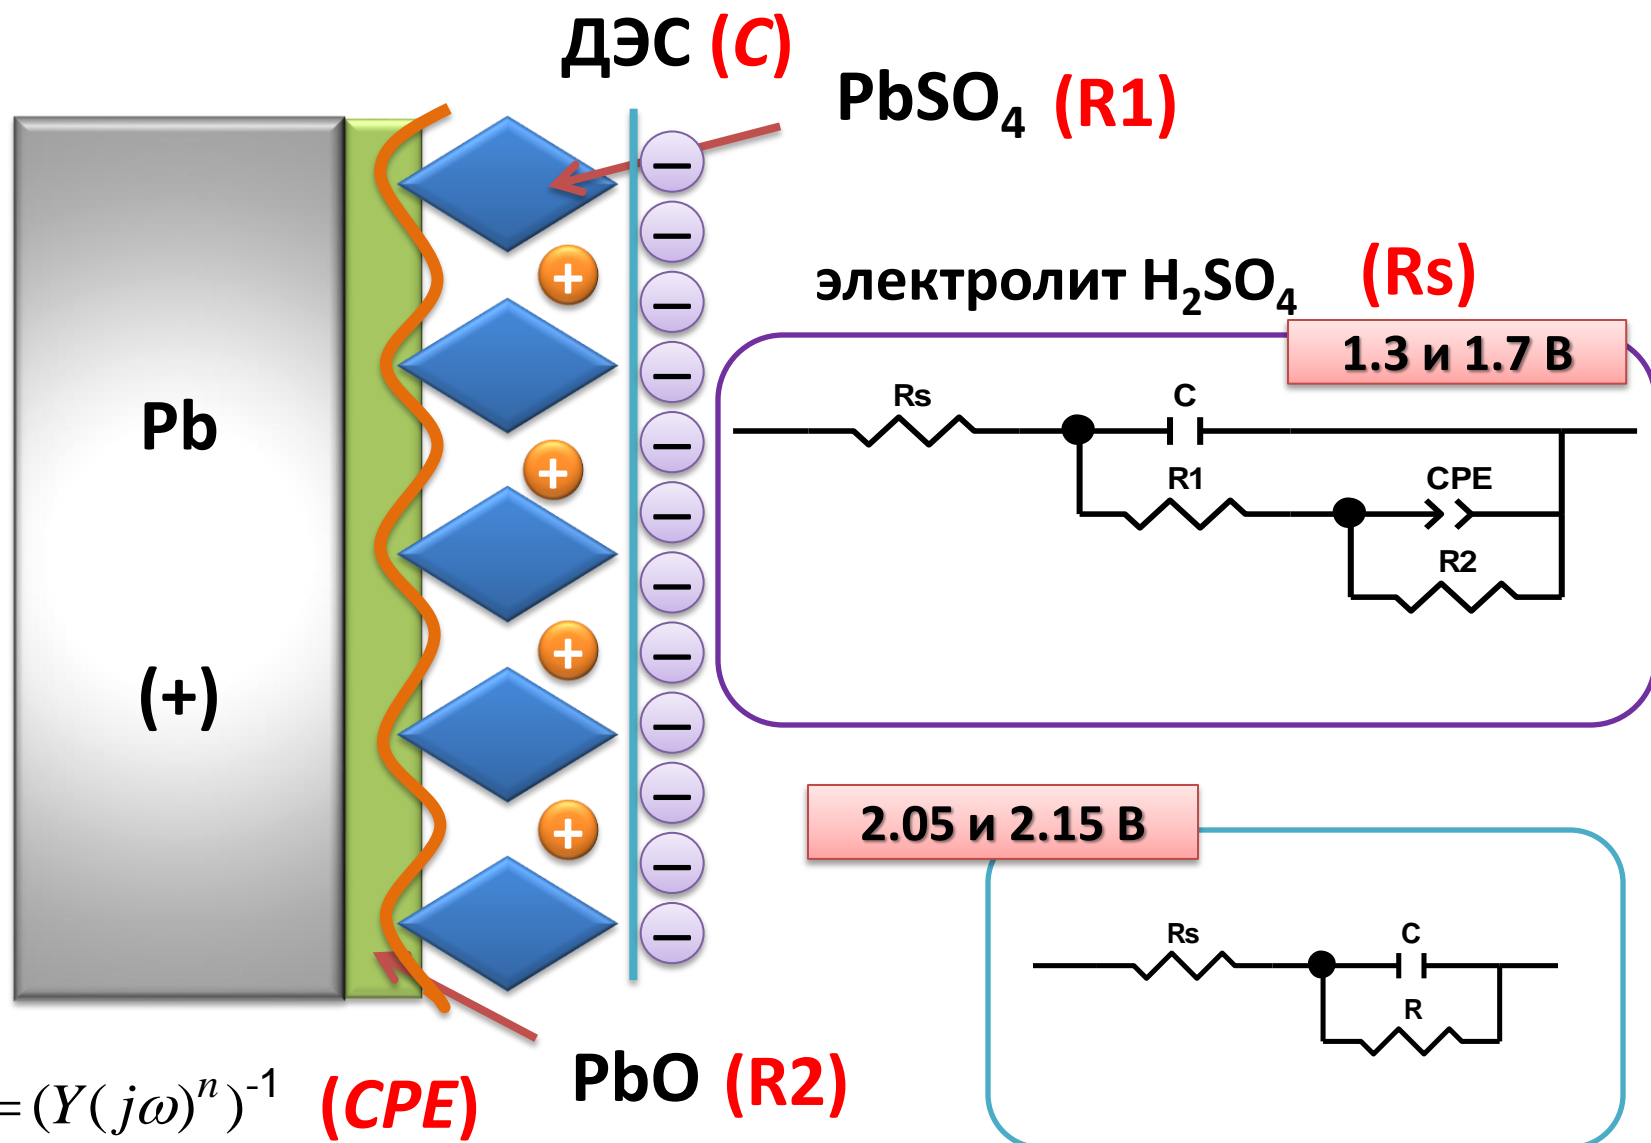 ДЭС (C)
PbSO₄ (R1)
электролит H₂SO₄ (Rs)
1.3 и 1.7 В
Rs
C
R1
CPE
R2
Pb
(+)
+
+
+
+
−
−
−
−
−
−
−
−
−
−
−
−
2.05 и 2.15 В
Rs
C
R
PbO (R2)
=(Y(jω)ⁿ)⁻¹ (CPE)